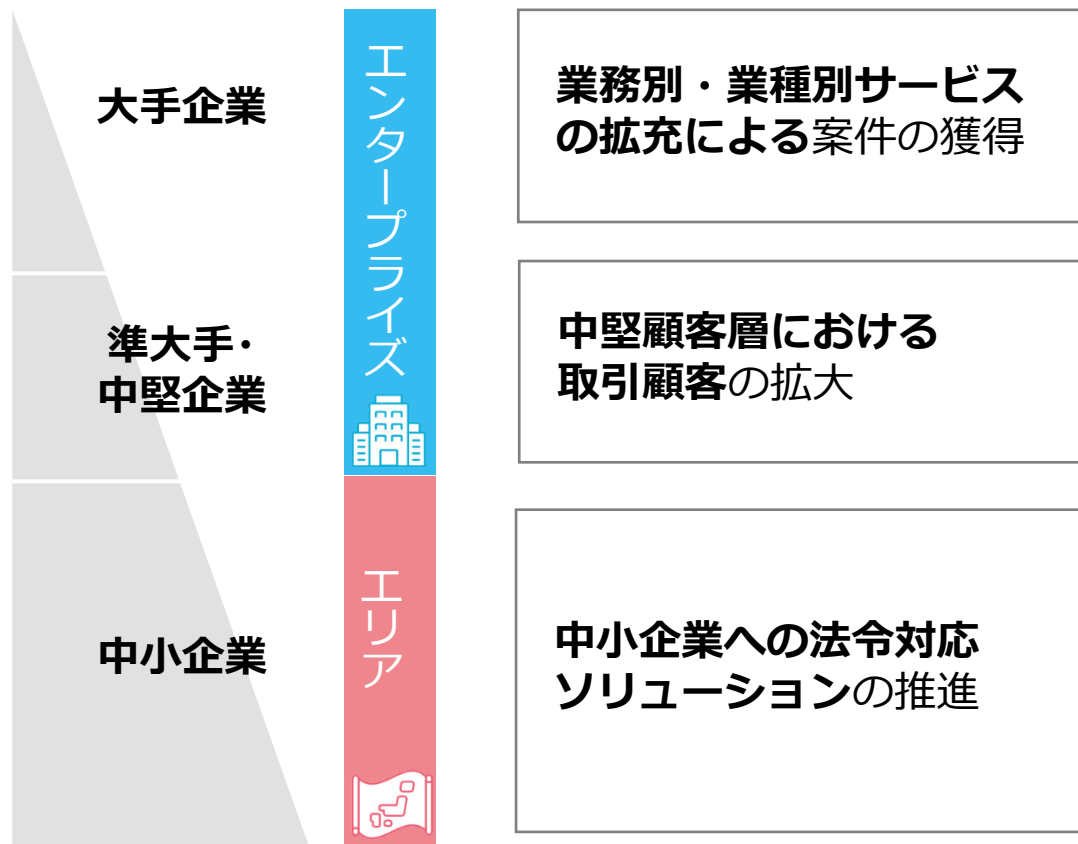 大手企業
エンタープライズ
業務別・業種別サービス
の拡充による案件の獲得
準大手・
中堅企業
中堅顧客層における
取引顧客の拡大
中小企業
エリア
中小企業への法令対応
ソリューションの推進